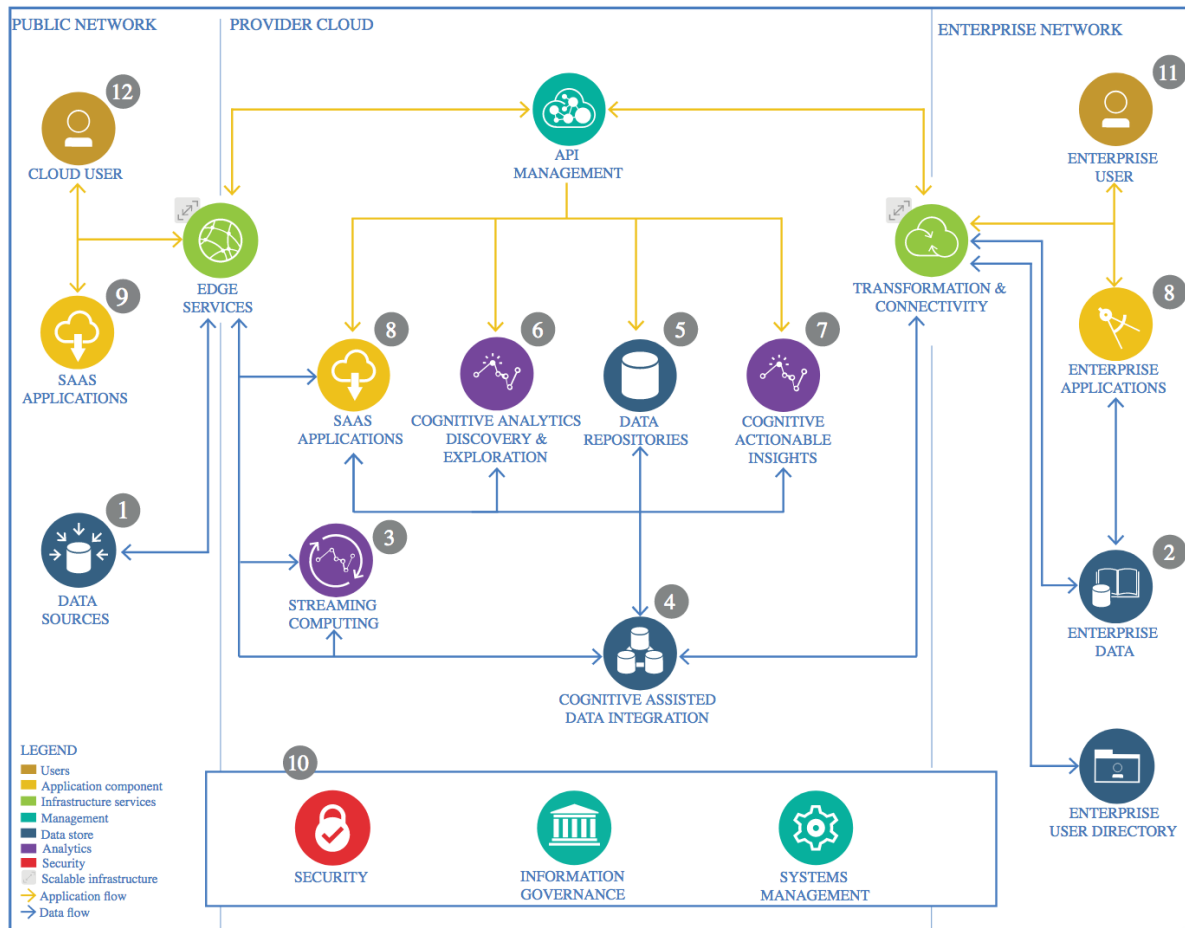 PUBLIC NETWORK
PROVIDER CLOUD
ENTERPRISE NETWORK
12
CLOUD USER
API
MANAGEMENT
11
ENTERPRISE
USER
EDGE
SERVICES
TRANSFORMATION &
CONNECTIVITY
9
SAAS
APPLICATIONS
8
SAAS
APPLICATIONS
6
COGNITIVE ANALYTICS
DISCOVERY &
EXPLORATION
5
DATA
REPOSITORIES
7
COGNITIVE
ACTIONABLE
INSIGHTS
8
ENTERPRISE
APPLICATIONS
1
DATA
SOURCES
3
STREAMING
COMPUTING
4
COGNITIVE ASSISTED
DATA INTEGRATION
2
ENTERPRISE
DATA
ENTERPRISE
USER DIRECTORY
LEGEND
Users
Application component
Infrastructure services
Management
Data store
Analytics
Security
Scalable infrastructure
Application flow
Data flow
10
SECURITY
INFORMATION
GOVERNANCE
SYSTEMS
MANAGEMENT